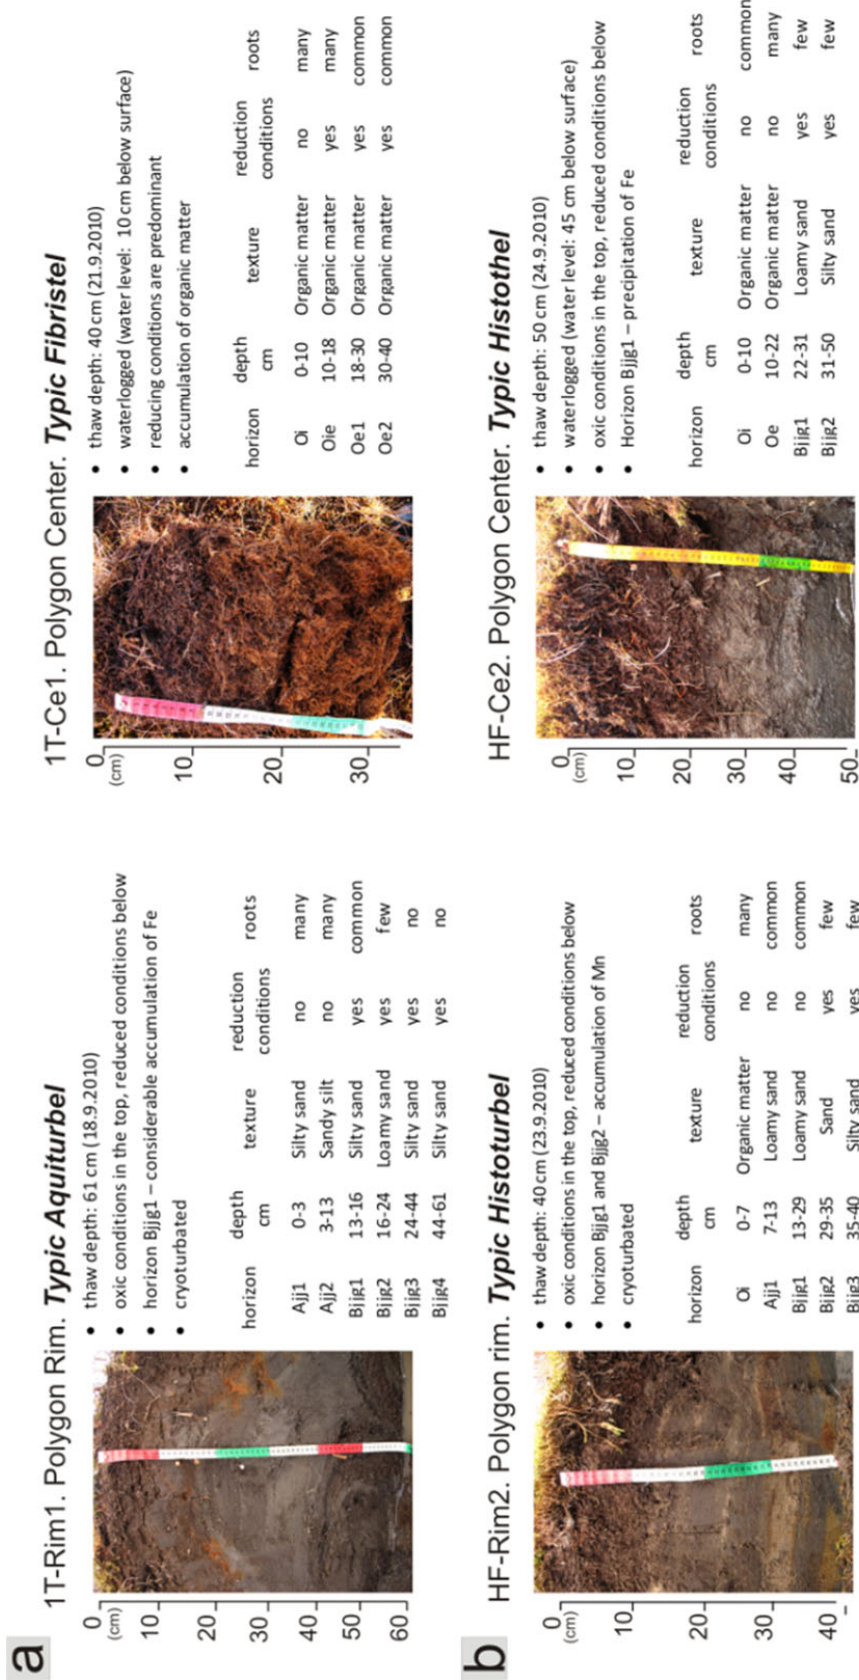 a
1T-Rim1. Polygon Rim. Typic Aquiturbel
0
(cm)
10
20
30
40
50
60
• thaw depth: 61 cm (18.9.2010)
• oxic conditions in the top, reduced conditions below
• horizon Bjjg1 – considerable accumulation of Fe
• cryoturbated
horizon depth texture reduction roots
cm conditions
Ajj1 0-3 Silty sand no many
Ajj2 3-13 Sandy silt no many
Bjjg1 13-16 Silty sand yes common
Bjjg2 16-24 Loamy sand yes few
Bjjg3 24-44 Silty sand yes no
Bjjg4 44-61 Silty sand yes no
1T-Ce1. Polygon Center. Typic Fibristel
0
(cm)
10
20
30
• thaw depth: 40 cm (21.9.2010)
• waterlogged (water level: 10 cm below surface)
• reducing conditions are predominant
• accumulation of organic matter
horizon depth texture reduction roots
cm conditions
Oi 0-10 Organic matter no many
Oie 10-18 Organic matter yes many
Oe1 18-30 Organic matter yes common
Oe2 30-40 Organic matter yes common
b
HF-Rim2. Polygon rim. Typic Histoturbel
0
(cm)
10
20
30
40
• thaw depth: 40 cm (23.9.2010)
• oxic conditions in the top, reduced conditions below
• horizon Bjjg1 and Bjjg2 – accumulation of Mn
• cryoturbated
horizon depth texture reduction roots
cm conditions
Oi 0-7 Organic matter no many
Ajj1 7-13 Loamy sand no common
Bjjg1 13-29 Loamy sand no common
Bjjg2 29-35 Sand yes few
Bjjg3 35-40 Silty sand yes few
HF-Ce2. Polygon Center. Typic Histothel
0
(cm)
10
20
30
40
50
• thaw depth: 50 cm (24.9.2010)
• waterlogged (water level: 45 cm below surface)
• oxic conditions in the top, reduced conditions below
• Horizon Bjjg1 – precipitation of Fe
horizon depth texture reduction roots
cm conditions
Oi 0-10 Organic matter no common
Oe 10-22 Organic matter no many
Bjjg1 22-31 Loamy sand yes few
Bjjg2 31-50 Silty sand yes few